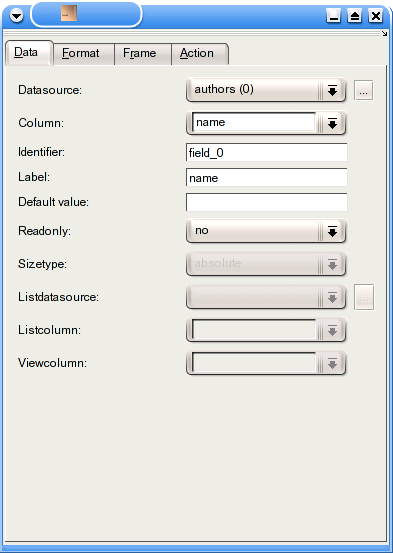 Data Format Frame Action
Datasource: authors (0) ...
Column: name
Identifier: field_0
Label: name
Default value:
Readonly: no
Sizetype: absolute
Listdatasource: ...
Listcolumn:
Viewcolumn: